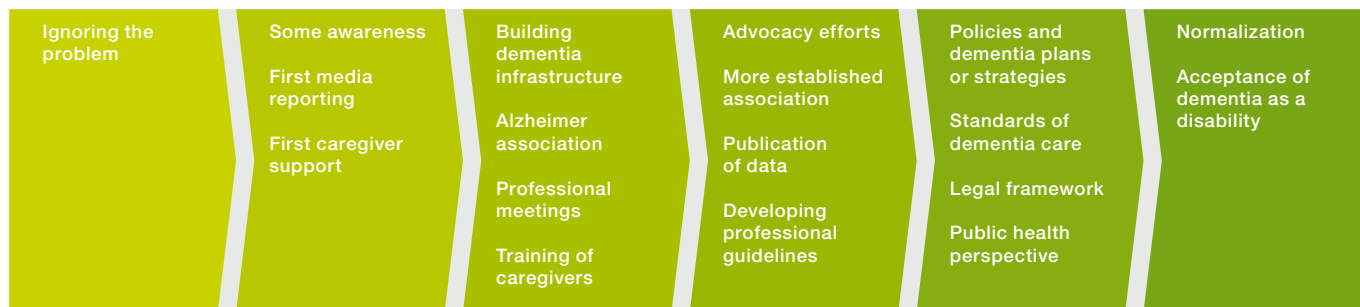 Ignoring the
problem
Some awareness
First media
reporting
First caregiver
support
Building
dementia
infrastructure
Alzheimer
association
Professional
meetings
Training of
caregivers
Advocacy efforts
More established
association
Publication
of data
Developing
professional
guidelines
Policies and
dementia plans
or strategies
Standards of
dementia care
Legal framework
Public health
perspective
Normalization
Acceptance of
dementia as a
disability